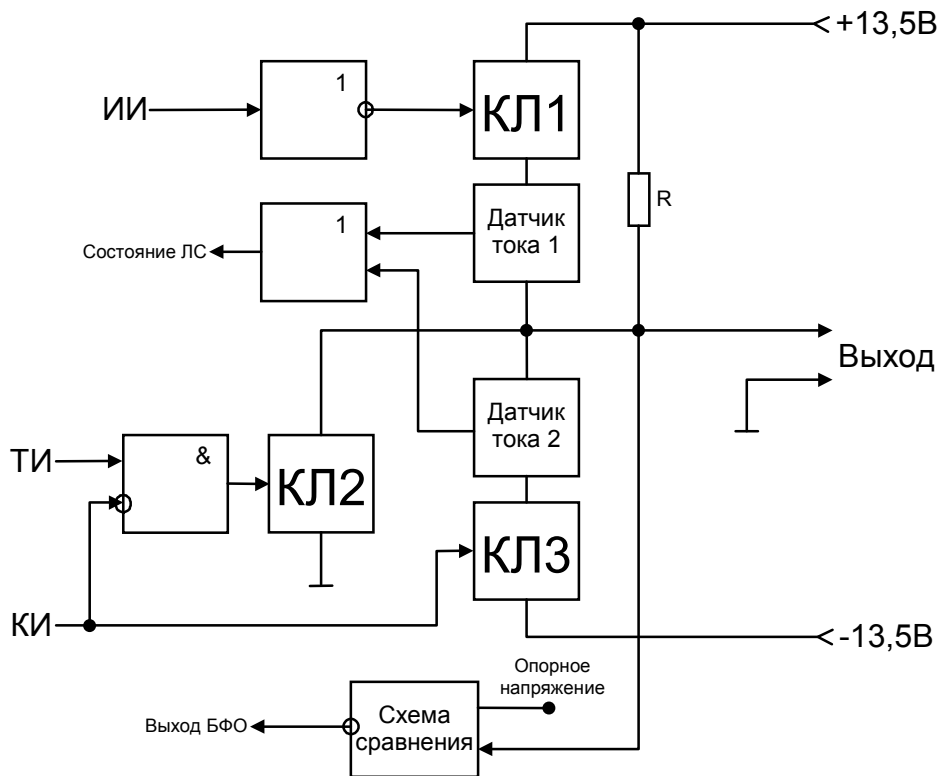 +13,5В
1
ИИ
КЛ1
R
Датчик
тока 1
1
Состояние ЛС
Выход
Датчик
тока 2
ТИ
&
КЛ2
КЛ3
КИ
-13,5В
Опорное
напряжение
Выход БФО
Схема
сравнения